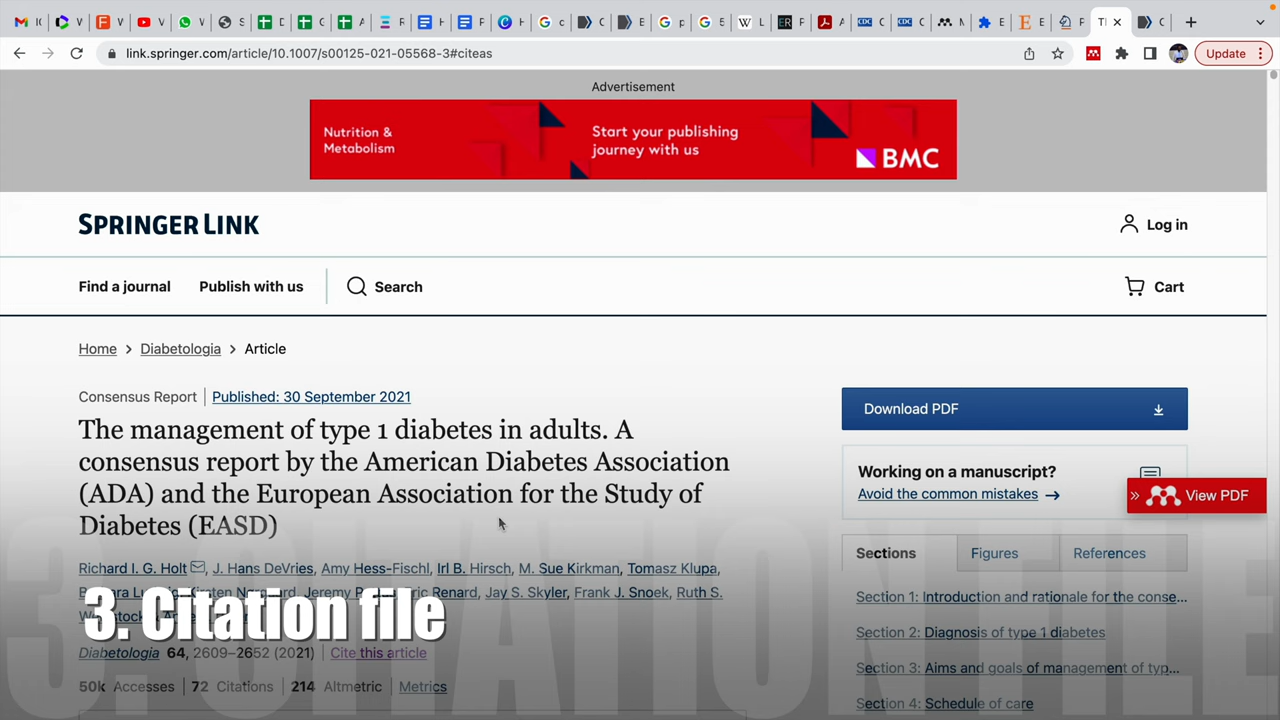 link.springer.com/article/10.1007/s00125-021-05568-3#citeas
Update
Advertisement
Nutrition &
Metabolism
Start your publishing
journey with us
BMC
SPRINGER LINK
Log in
Find a journal
Publish with us
Search
Cart
Home > Diabetologia > Article
Consensus Report | Published: 30 September 2021
The management of type 1 diabetes in adults. A
consensus report by the American Diabetes Association
(ADA) and the European Association for the Study of
Diabetes (EASD)
Richard I. G. Holt, J. Hans DeVries, Amy Hess-Fischl, Irl B. Hirsch, M. Sue Kirkman, Tomasz Klupa,
Renard, Jay S. Skyler, Frank J. Snoek, Ruth S.
3. Citation file
Diabetologia 64, 2609–2652 (2021) | Cite this article
50k Accesses | 72 Citations | 214 Altmetric | Metrics
Download PDF
Working on a manuscript?
Avoid the common mistakes →
» View PDF
Sections
Figures
References
Section 1: Introduction and rationale for the conse...
Section 2: Diagnosis of type 1 diabetes
Section 3: Aims and goals of management of typ...
Section 4: Schedule of care
3. CITATION FILE